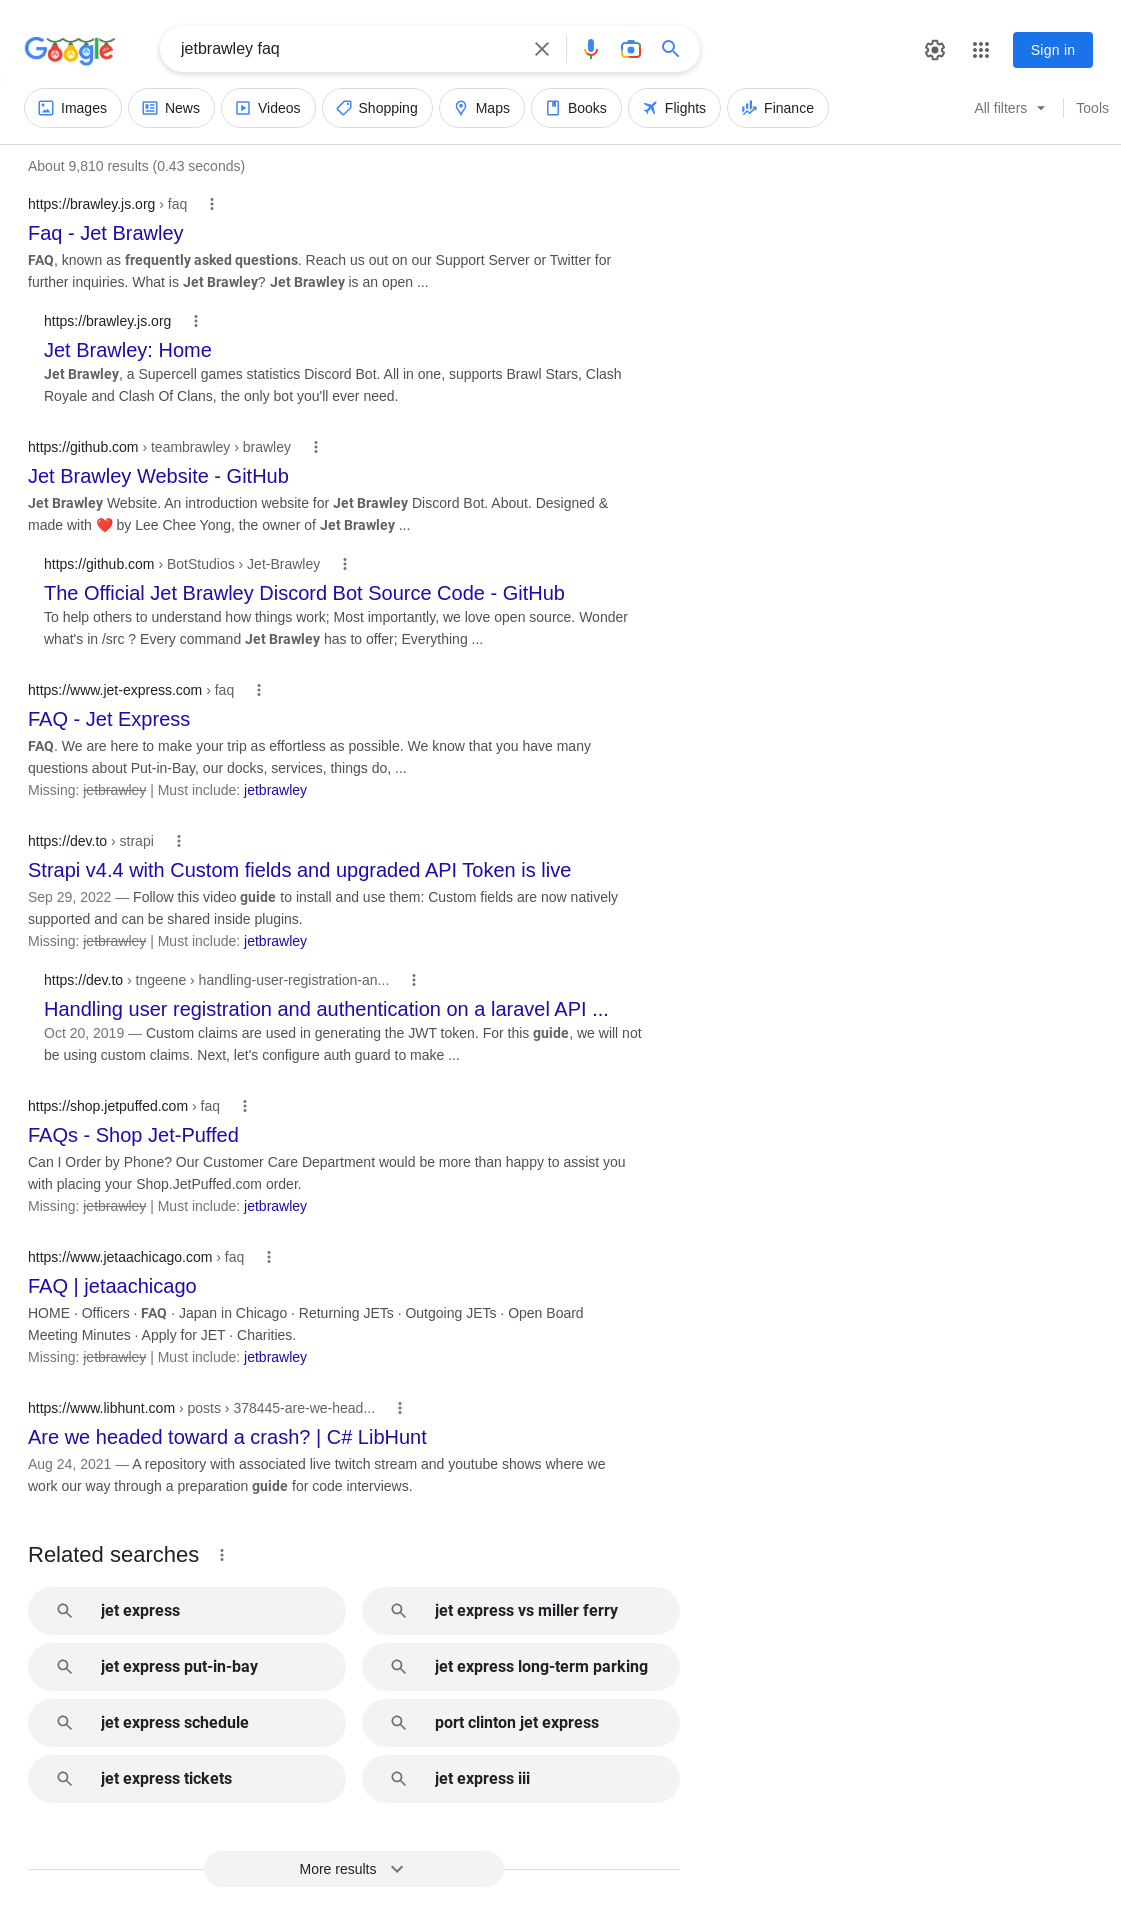 Google
jetbrawley faq
Sign in
Images
News
Videos
Shopping
Maps
Books
Flights
Finance
All filters
Tools
About 9,810 results (0.43 seconds)
https://brawley.js.org › faq
Faq - Jet Brawley
FAQ, known as frequently asked questions. Reach us out on our Support Server or Twitter for
further inquiries. What is Jet Brawley? Jet Brawley is an open ...
https://brawley.js.org
Jet Brawley: Home
Jet Brawley, a Supercell games statistics Discord Bot. All in one, supports Brawl Stars, Clash
Royale and Clash Of Clans, the only bot you'll ever need.
https://github.com › teambrawley › brawley
Jet Brawley Website - GitHub
Jet Brawley Website. An introduction website for Jet Brawley Discord Bot. About. Designed &
made with ❤️ by Lee Chee Yong, the owner of Jet Brawley ...
https://github.com › BotStudios › Jet-Brawley
The Official Jet Brawley Discord Bot Source Code - GitHub
To help others to understand how things work; Most importantly, we love open source. Wonder
what's in /src ? Every command Jet Brawley has to offer; Everything ...
https://www.jet-express.com › faq
FAQ - Jet Express
FAQ. We are here to make your trip as effortless as possible. We know that you have many
questions about Put-in-Bay, our docks, services, things do, ...
Missing: jetbrawley | Must include: jetbrawley
https://dev.to › strapi
Strapi v4.4 with Custom fields and upgraded API Token is live
Sep 29, 2022 — Follow this video guide to install and use them: Custom fields are now natively
supported and can be shared inside plugins.
Missing: jetbrawley | Must include: jetbrawley
https://dev.to › tngeene › handling-user-registration-an...
Handling user registration and authentication on a laravel API ...
Oct 20, 2019 — Custom claims are used in generating the JWT token. For this guide, we will not
be using custom claims. Next, let's configure auth guard to make ...
https://shop.jetpuffed.com › faq
FAQs - Shop Jet-Puffed
Can I Order by Phone? Our Customer Care Department would be more than happy to assist you
with placing your Shop.JetPuffed.com order.
Missing: jetbrawley | Must include: jetbrawley
https://www.jetaachicago.com › faq
FAQ | jetaachicago
HOME · Officers · FAQ · Japan in Chicago · Returning JETs · Outgoing JETs · Open Board
Meeting Minutes · Apply for JET · Charities.
Missing: jetbrawley | Must include: jetbrawley
https://www.libhunt.com › posts › 378445-are-we-head...
Are we headed toward a crash? | C# LibHunt
Aug 24, 2021 — A repository with associated live twitch stream and youtube shows where we
work our way through a preparation guide for code interviews.
Related searches
jet express
jet express vs miller ferry
jet express put-in-bay
jet express long-term parking
jet express schedule
port clinton jet express
jet express tickets
jet express iii
More results